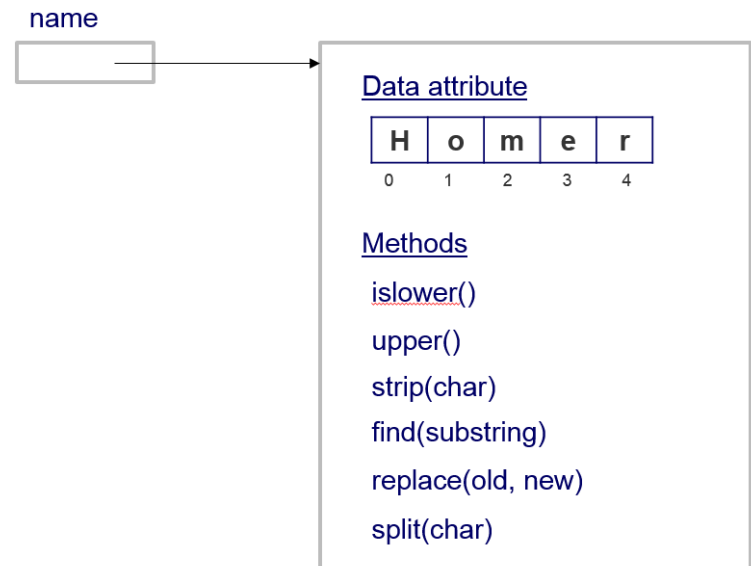 name
Data attribute
H o m e r
0 1 2 3 4
Methods
islower()
upper()
strip(char)
find(substring)
replace(old, new)
split(char)